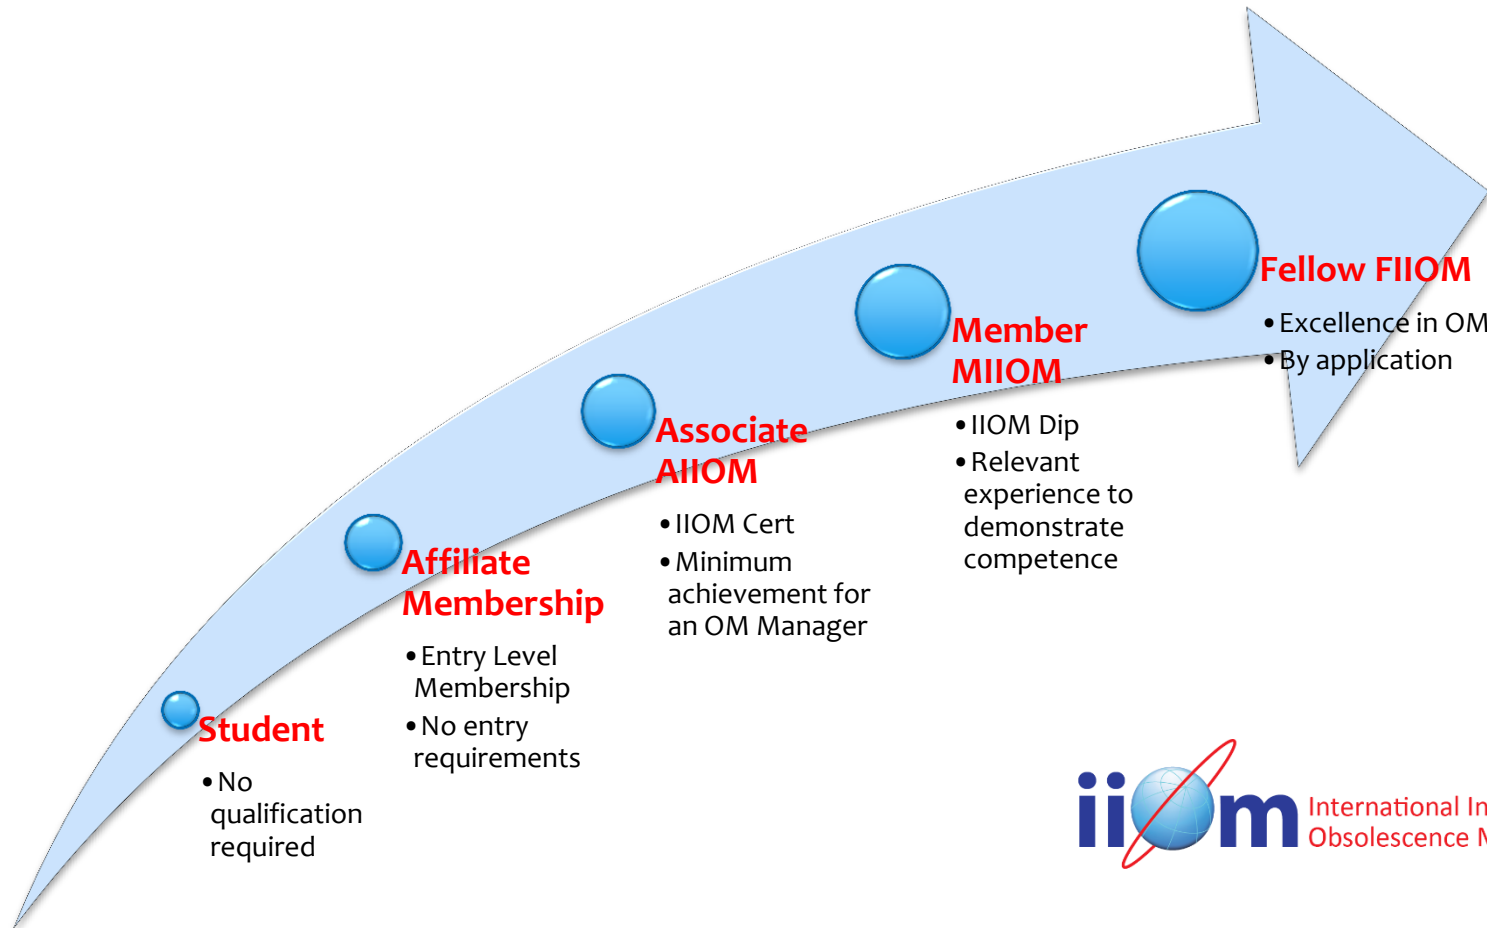 Student
• No
qualification
required
Affiliate
Membership
• Entry Level
Membership
• No entry
requirements
Associate
AIIOM
• IIOM Cert
• Minimum
achievement for
an OM Manager
Member
MIIOM
• IIOM Dip
• Relevant
experience to
demonstrate
competence
Fellow FIIOM
• Excellence in OM
• By application
iiom
International In
Obsolescence M